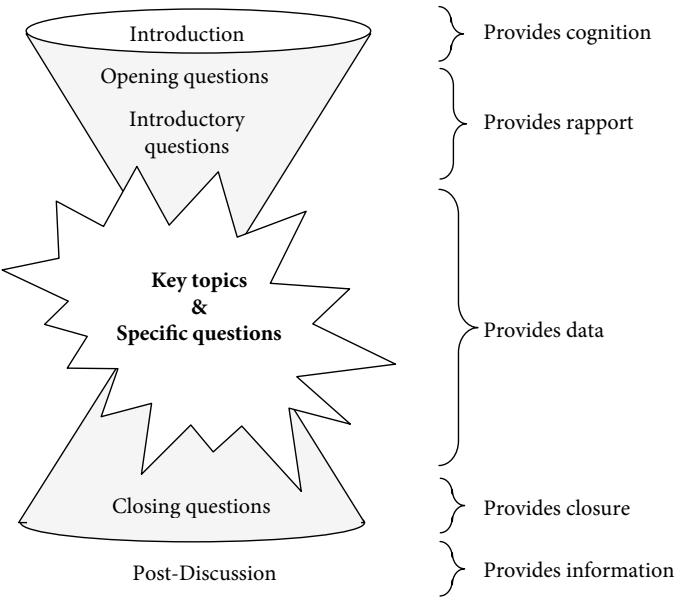 Introduction
Provides cognition
Opening questions
Introductory
questions
Provides rapport
Key topics
&
Specific questions
Provides data
Closing questions
Provides closure
Post-Discussion
Provides information